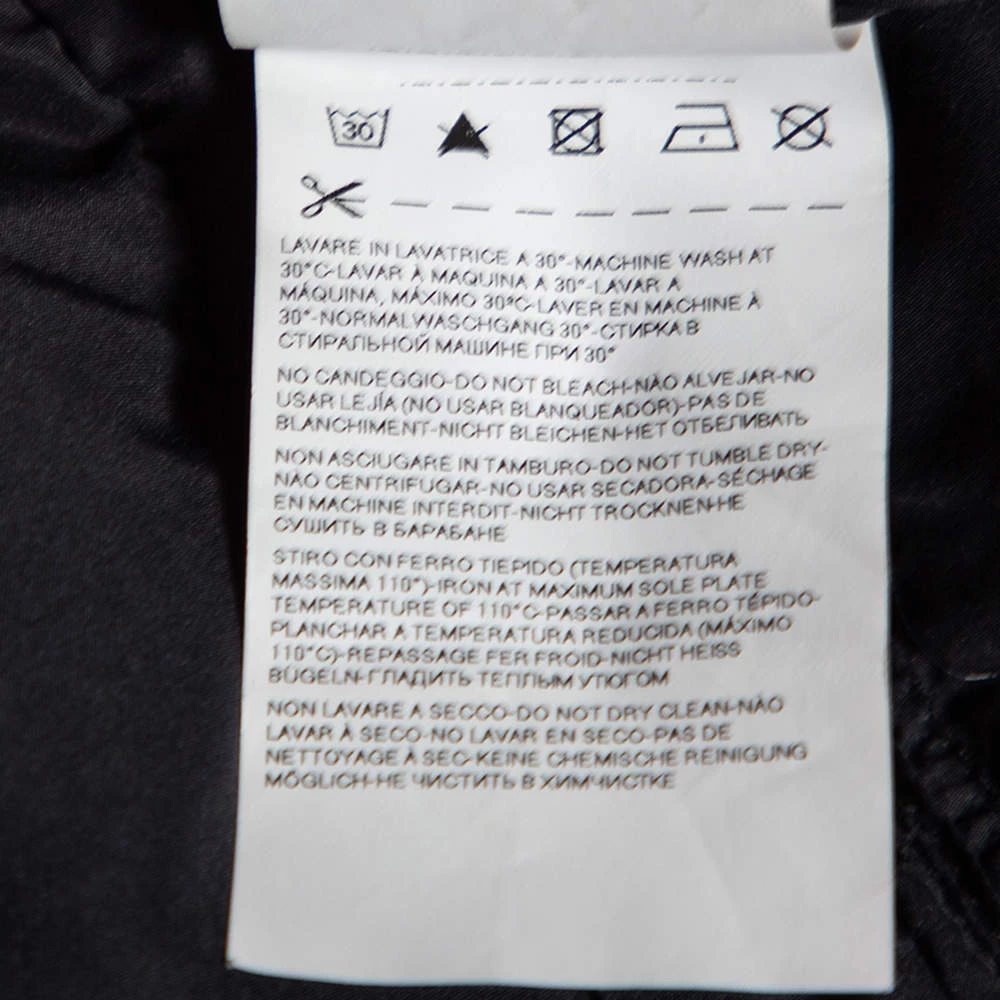 30
LAVARE IN LAVATRICE A 30°-MACHINE WASH AT
30°C-LAVAR À MAQUINA A 30°-LAVAR A
MÁQUINA, MÁXIMO 30°C-LAVER EN MACHINE À
30°-NORMALWASCHGANG 30°-СТИРКА В
СТИРАЛЬНОЙ МАШИНЕ ПРИ 30°
NO CANDEGGIO-DO NOT BLEACH-NÃO ALVEJAR-NO
USAR LEJÍA (NO USAR BLANQUEADOR)-PAS DE
BLANCHIMENT-NICHT BLEICHEN-НЕТ ОТБЕЛИВАТЬ
NON ASCIUGARE IN TAMBURO-DO NOT TUMBLE DRY-
NAO CENTRIFUGAR-NO USAR SECADORA-SÉCHAGE
EN MACHINE INTERDIT-NICHT TROCKNEN-НЕ
СУШИТЬ В БАРАБАНЕ
STIRO CON FERRO TIEPIDO (TEMPERATURA
MASSIMA 110°)-IRON AT MAXIMUM SOLE PLATE
TEMPERATURE OF 110°C-PASSAR A FERRO TÉPIDO-
PLANCHAR A TEMPERATURA REDUCIDA (MÁXIMO
110°C)-REPASSAGE FER FROID-NICHT HEISS
BÜGELN-ГЛАДИТЬ ТЕПЛЫМ УТЮГОМ
NON LAVARE A SECCO-DO NOT DRY CLEAN-NÃO
LAVAR À SECO-NO LAVAR EN SECO-PAS DE
NETTOYAGE À SEC-KEINE CHEMISCHE REINIGUNG
MÖGLICH-НЕ ЧИСТИТЬ В ХИМЧИСТКЕ